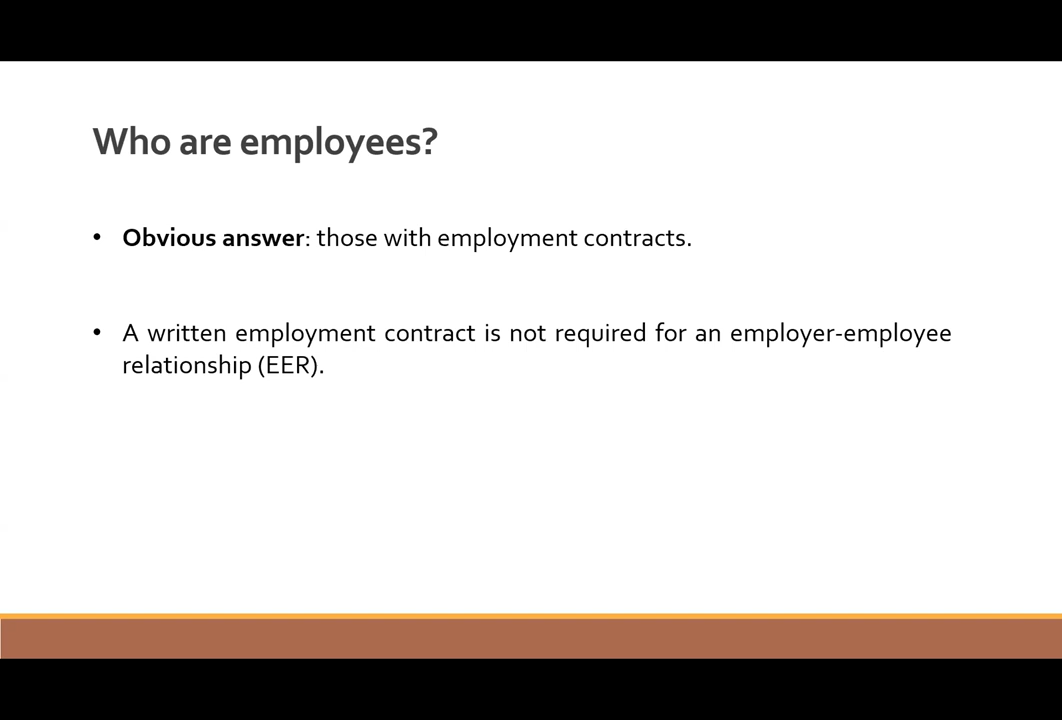 Who are employees?
• Obvious answer: those with employment contracts.
• A written employment contract is not required for an employer-employee
relationship (EER).